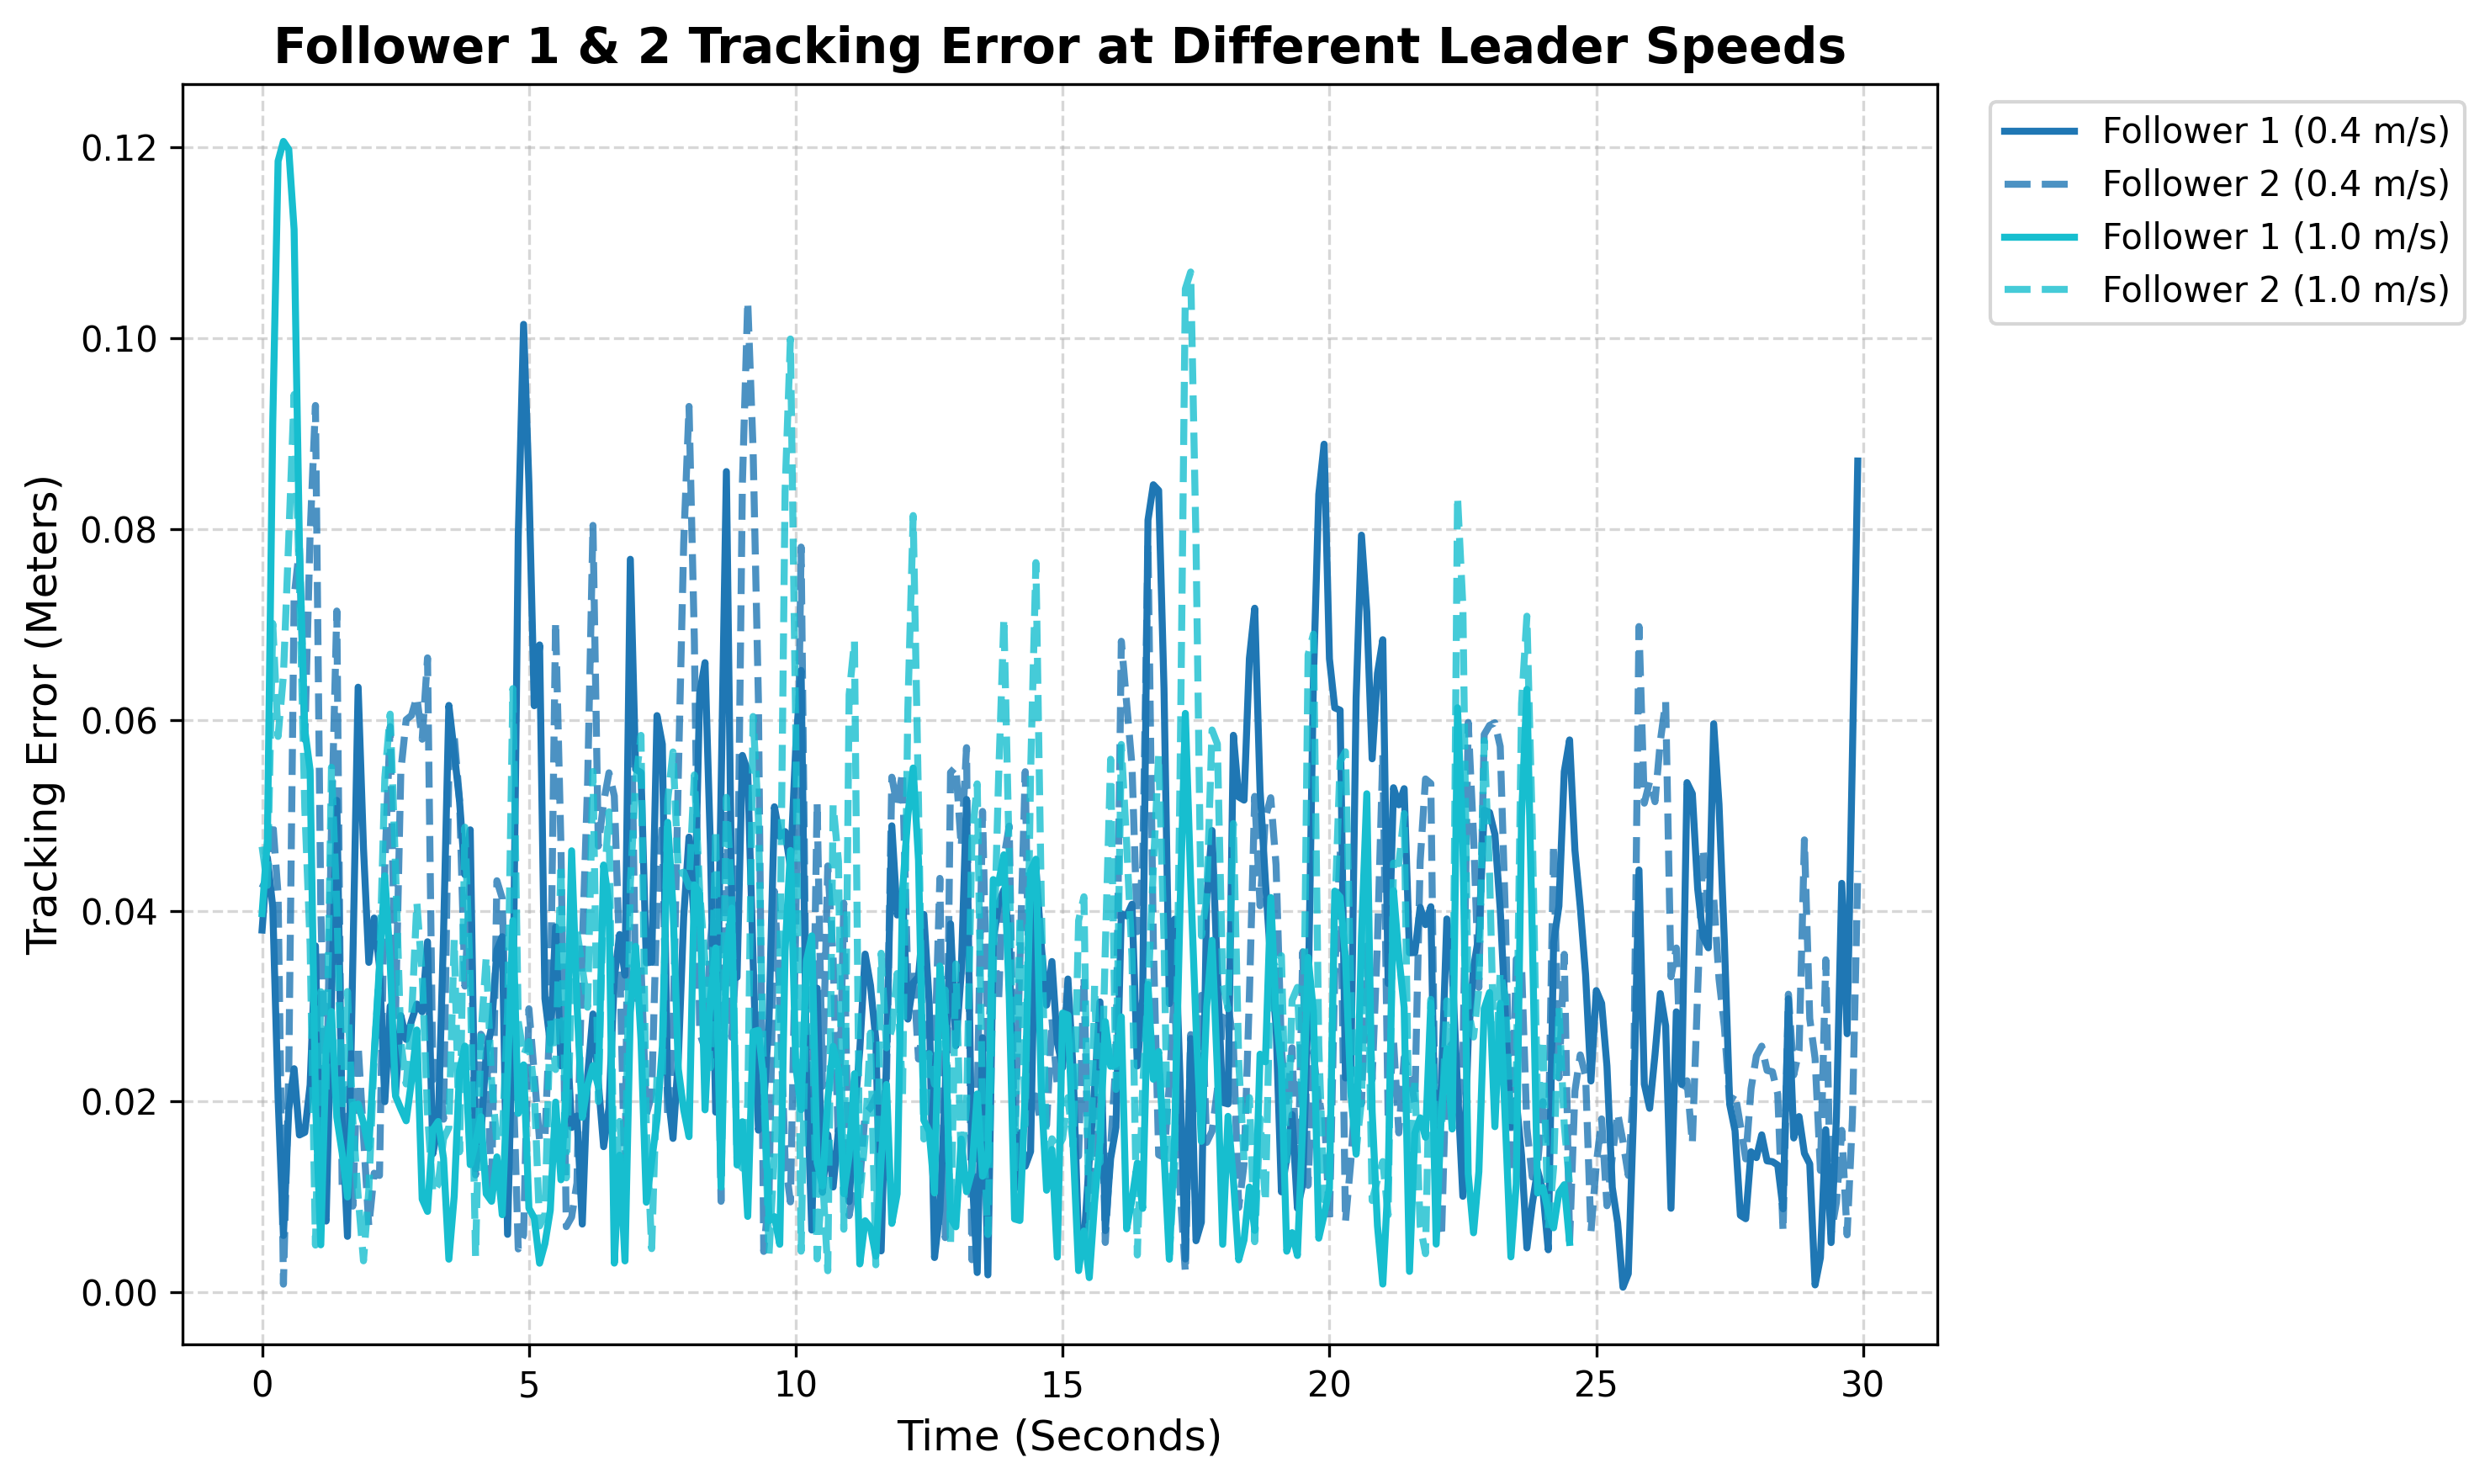 Follower 1 & 2 Tracking Error at Different Leader Speeds
Follower 1 (0.4 m/s)
Follower 2 (0.4 m/s)
Follower 1 (1.0 m/s)
Follower 2 (1.0 m/s)
Tracking Error (Meters)
0.12
0.10
0.08
0.06
0.04
0.02
0.00
0 5 10 15 20 25 30
Time (Seconds)